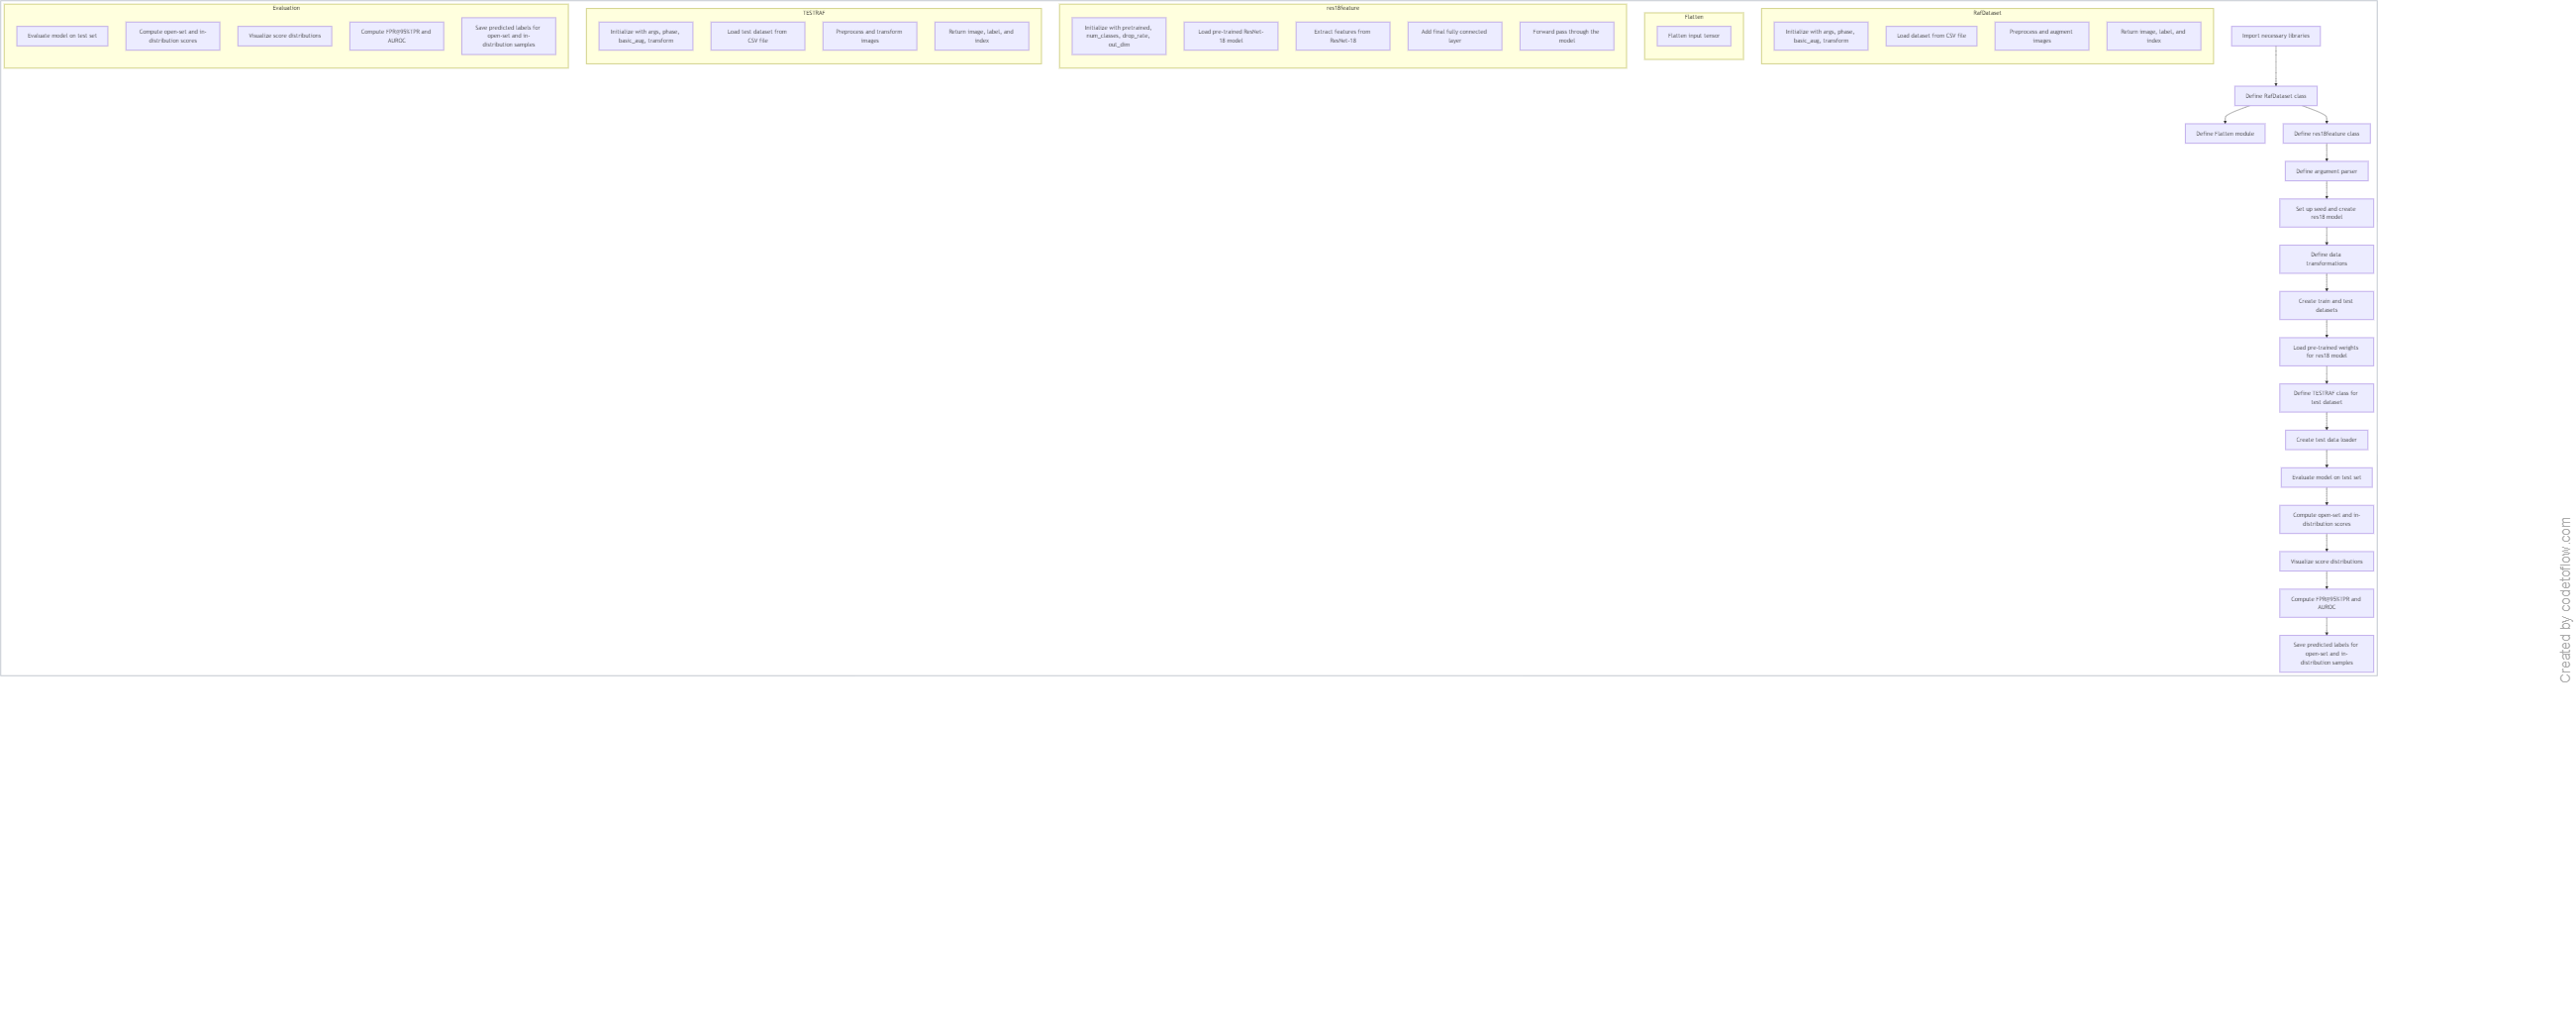 Evaluation
Evaluate model on test set
Compute open-set and in-
distribution scores
Visualize score distributions
Compute FPR@95%TPR and
AUROC
Save predicted labels for
open-set and in-
distribution samples
TESTRAF
Initialize with args, phase,
basic_aug, transform
Load test dataset from
CSV file
Preprocess and transform
images
Return image, label, and
index
res18feature
Initialize with pretrained,
num_classes, drop_rate,
out_dim
Load pre-trained ResNet-
18 model
Extract features from
ResNet-18
Add final fully connected
layer
Forward pass through the
model
Flatten
Flatten input tensor
RafDataset
Initialize with args, phase,
basic_aug, transform
Load dataset from CSV file
Preprocess and augment
images
Return image, label, and
index
Import necessary libraries
Define RafDataset class
Define Flatten module
Define res18feature class
Define argument parser
Set up seed and create
res18 model
Define data
transformations
Create train and test
datasets
Load pre-trained weights
for res18 model
Define TESTRAF class for
test dataset
Create test data loader
Evaluate model on test set
Compute open-set and in-
distribution scores
Visualize score distributions
Compute FPR@95%TPR and
AUROC
Save predicted labels for
open-set and in-
distribution samples
Created by codetoflow.com